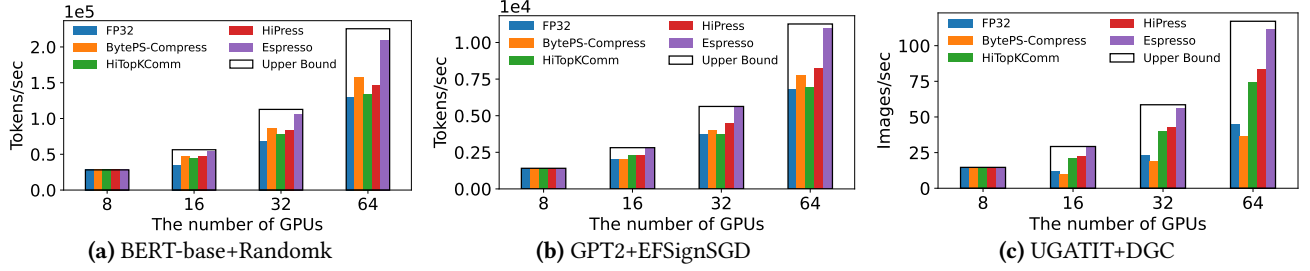 1e5
Tokens/sec
2.0
1.5
1.0
0.5
0.0
FP32
BytePS-Compress
HiTopKComm
HiPress
Espresso
Upper Bound
8 16 32 64
The number of GPUs
(a) BERT-base+Randomk
1e4
Tokens/sec
1.00
0.75
0.50
0.25
0.00
FP32
BytePS-Compress
HiTopKComm
HiPress
Espresso
Upper Bound
8 16 32 64
The number of GPUs
(b) GPT2+EFSignSGD
Images/sec
100
75
50
25
0
FP32
BytePS-Compress
HiTopKComm
HiPress
Espresso
Upper Bound
8 16 32 64
The number of GPUs
(c) UGATIT+DGC